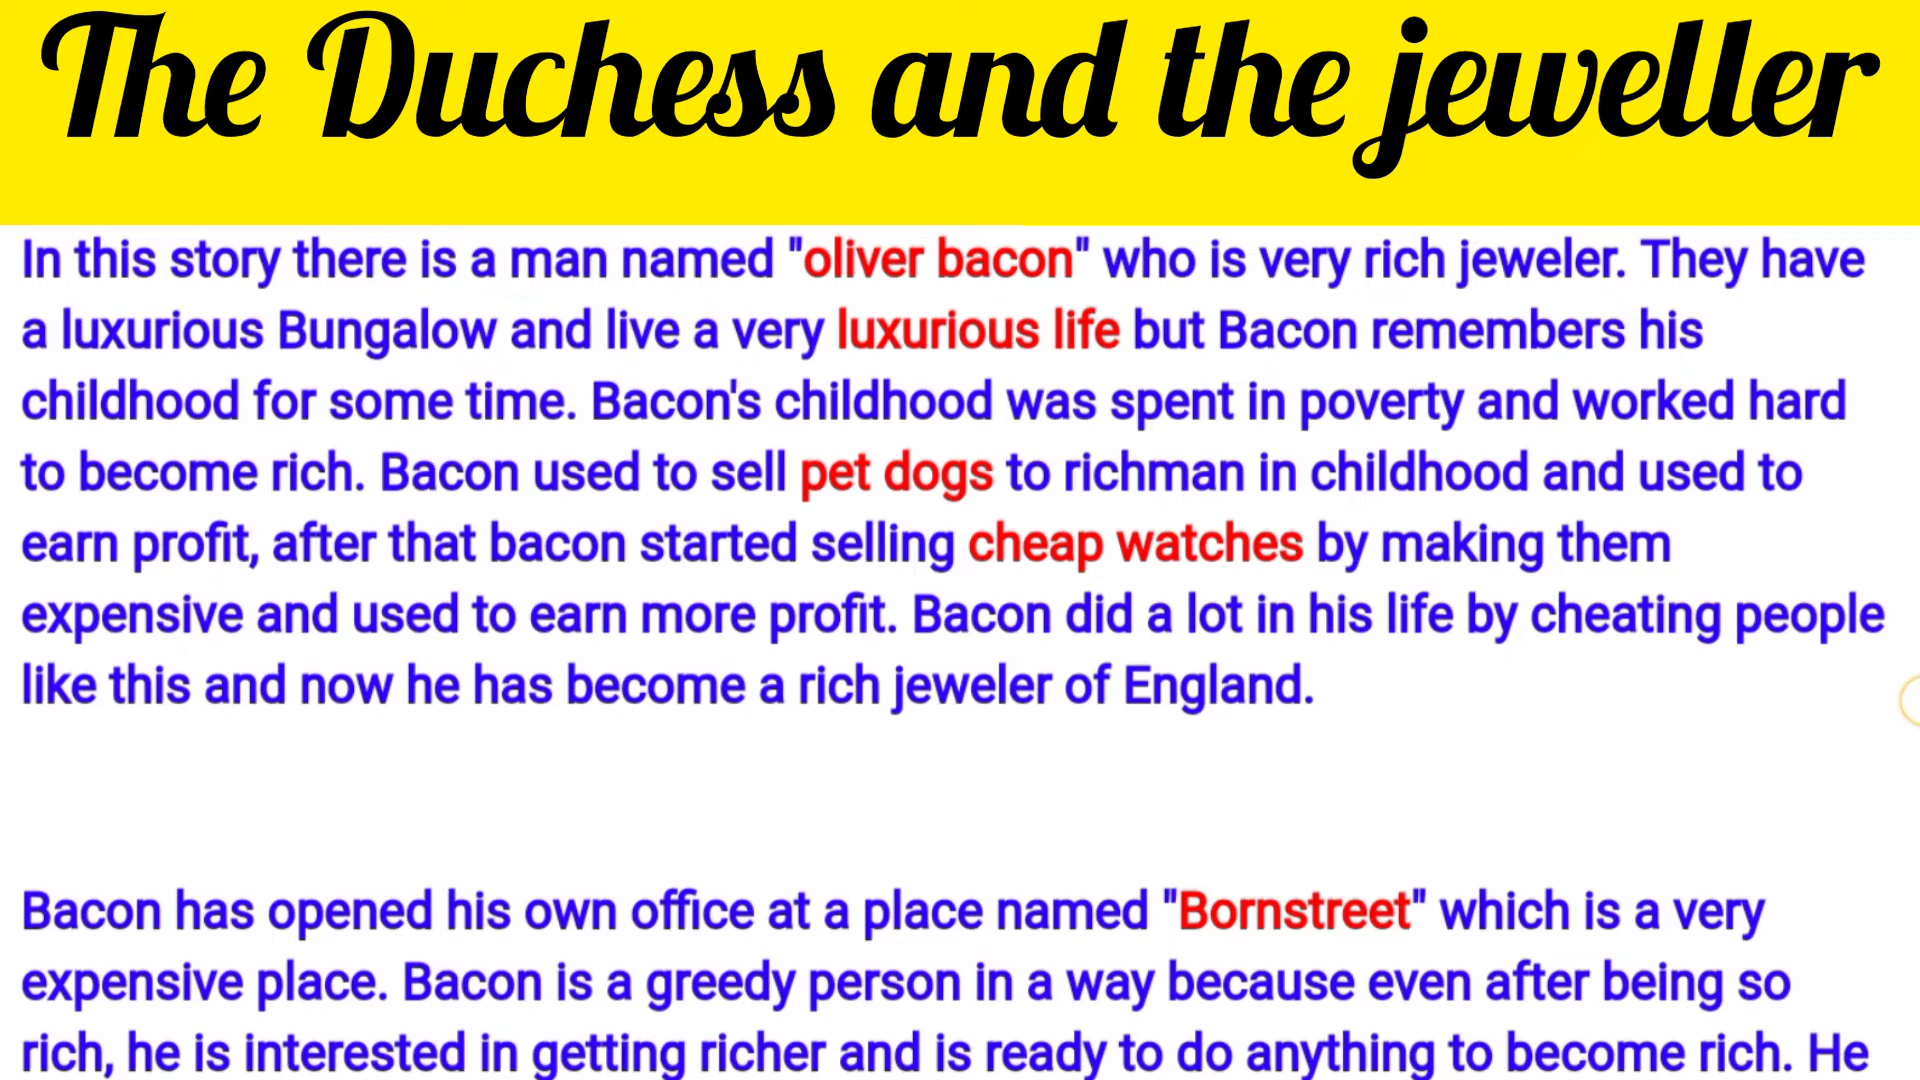 The Duchess and the jeweller
In this story there is a man named "oliver bacon" who is very rich jeweler. They have
a luxurious Bungalow and live a very luxurious life but Bacon remembers his
childhood for some time. Bacon's childhood was spent in poverty and worked hard
to become rich. Bacon used to sell pet dogs to richman in childhood and used to
earn profit, after that bacon started selling cheap watches by making them
expensive and used to earn more profit. Bacon did a lot in his life by cheating people
like this and now he has become a rich jeweler of England.
Bacon has opened his own office at a place named "Bornstreet" which is a very
expensive place. Bacon is a greedy person in a way because even after being so
rich, he is interested in getting richer and is ready to do anything to become rich. He